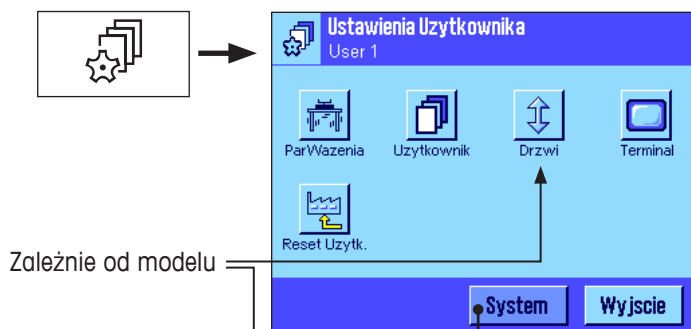 Ustawienia Uzytkownika
User 1
ParWazenia
Uzytkownik
Drzwi
Terminal
Reset Uzytk.
Zależnie od modelu
System
Wyjscie